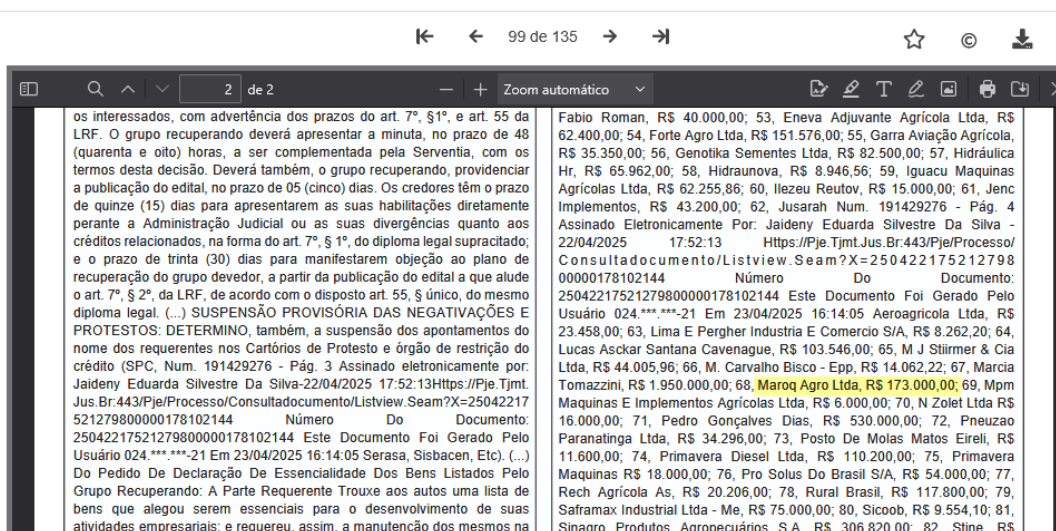 99 de 135
2 de 2
Zoom automático
os interessados, com advertência dos prazos do art. 7º, §1º, e art. 55 da
LRF. O grupo recuperando deverá apresentar a minuta, no prazo de 48
(quarenta e oito) horas, a ser complementada pela Serventia, com os
termos desta decisão. Deverá também, o grupo recuperando, providenciar
a publicação do edital, no prazo de 05 (cinco) dias. Os credores têm o prazo
de quinze (15) dias para apresentarem as suas habilitações diretamente
perante a Administração Judicial ou as suas divergências quanto aos
créditos relacionados, na forma do art. 7º, § 1º, do diploma legal supracitado;
e o prazo de trinta (30) dias para manifestarem objeção ao plano de
recuperação do grupo devedor, a partir da publicação do edital a que alude
o art. 7º, § 2º, da LRF, de acordo com o disposto art. 55, § único, do mesmo
diploma legal. (...) SUSPENSÃO PROVISÓRIA DAS NEGATIVAÇÕES E
PROTESTOS: DETERMINO, também, a suspensão dos apontamentos do
nome dos requerentes nos Cartórios de Protesto e órgão de restrição do
crédito (SPC, Num. 191429276 - Pág. 3 Assinado eletronicamente por:
Jaideny Eduarda Silvestre Da Silva-22/04/2025 17:52:13Https://Pje.Tjmt.
Jus.Br:443/Pje/Processo/Consultadocumento/Listview.Seam?X=25042217
5212798000001​78102144 Número Do Documento:
25042217521279800000178102144 Este Documento Foi Gerado Pelo
Usuário 024.***.***-21 Em 23/04/2025 16:14:05 Serasa, Sisbacen, Etc). (...)
Do Pedido De Declaração De Essencialidade Dos Bens Listados Pelo
Grupo Recuperando: A Parte Requerente Trouxe aos autos uma lista de
bens que alegou serem essenciais para o desenvolvimento de suas
atividades empresariais; e requereu, assim, a manutenção dos mesmos na
Fabio Roman, R$ 40.000,00; 53, Eneva Adjuvante Agrícola Ltda, R$
62.400,00; 54, Forte Agro Ltda, R$ 151.576,00; 55, Garra Aviação Agrícola,
R$ 35.350,00; 56, Genotika Sementes Ltda, R$ 82.500,00; 57, Hidráulica
Hr, R$ 65.962,00; 58, Hidraunova, R$ 8.946,56; 59, Iguacu Maquinas
Agrícolas Ltda, R$ 62.255,86; 60, Ilezeu Reutov, R$ 15.000,00; 61, Jenc
Implementos, R$ 43.200,00; 62, Jusarah Num. 191429276 - Pág. 4
Assinado Eletronicamente Por: Jaideny Eduarda Silvestre Da Silva -
22/04/2025 17:52:13 Https://Pje.Tjmt.Jus.Br:443/Pje/Processo/
Consultadocumento/Listview.Seam?X=250422175212798
00000178102144 Número Do Documento:
25042217521279800000178102144 Este Documento Foi Gerado Pelo
Usuário 024.***.***-21 Em 23/04/2025 16:14:05 Aeroagricola Ltda, R$
23.458,00; 63, Lima E Pergher Industria E Comercio S/A, R$ 8.262,20; 64,
Lucas Asckar Santana Cavenague, R$ 103.546,00; 65, M J Stiirmer & Cia
Ltda, R$ 44.005,96; 66, M. Carvalho Bisco - Epp, R$ 14.062,22; 67, Marcia
Tomazzini, R$ 1.950.000,00; 68, Maroq Agro Ltda, R$ 173.000,00; 69, Mpm
Maquinas E Implementos Agrícolas Ltda, R$ 6.000,00; 70, N Zolet Ltda R$
16.000,00; 71, Pedro Gonçalves Dias, R$ 530.000,00; 72, Pneuzao
Paranatinga Ltda, R$ 34.296,00; 73, Posto De Molas Matos Eireli, R$
11.600,00; 74, Primavera Diesel Ltda, R$ 110.200,00; 75, Primavera
Maquinas R$ 18.000,00; 76, Pro Solus Do Brasil S/A, R$ 54.000,00; 77,
Rech Agrícola As, R$ 20.206,00; 78, Rural Brasil, R$ 117.800,00; 79,
Saframax Industrial Ltda - Me, R$ 75.000,00; 80, Sicoob, R$ 9.554,10; 81,
Sinagro Produtos Agropecuários S.A, R$ 306.820,00; 82, Stine, R$